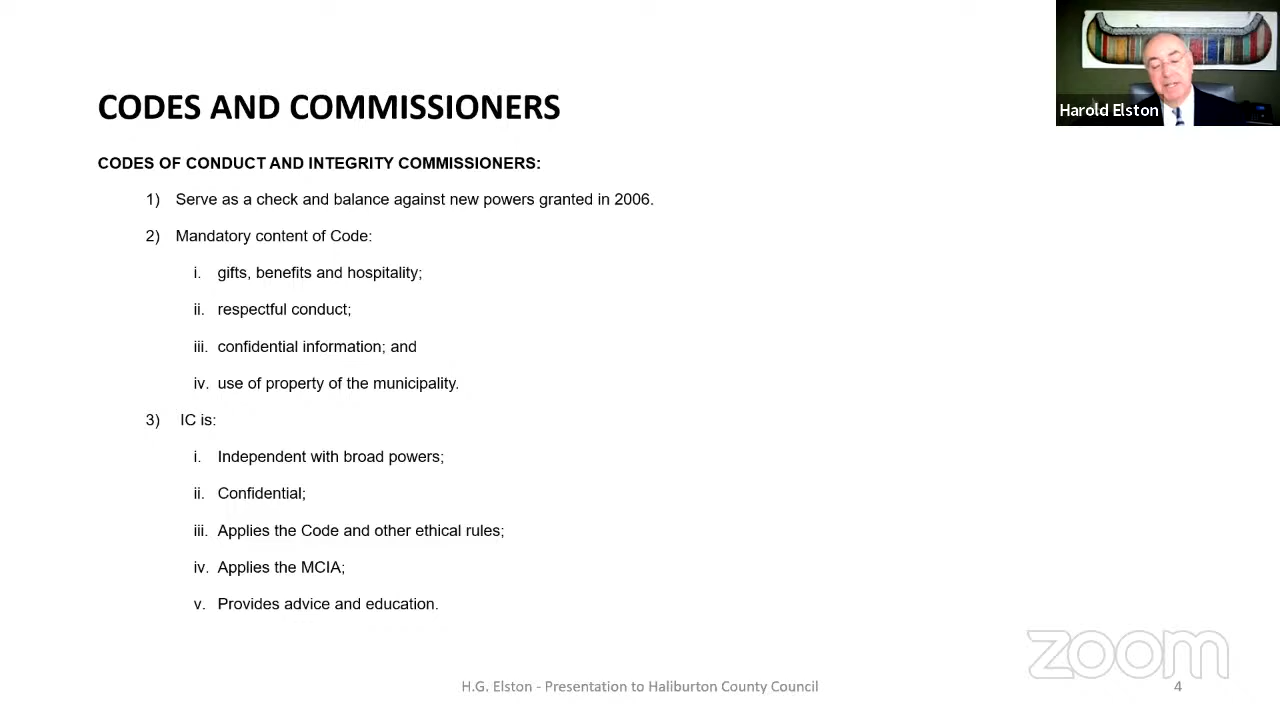 Harold Elston
CODES AND COMMISSIONERS
CODES OF CONDUCT AND INTEGRITY COMMISSIONERS:
1) Serve as a check and balance against new powers granted in 2006.
2) Mandatory content of Code:
i. gifts, benefits and hospitality;
ii. respectful conduct;
iii. confidential information; and
iv. use of property of the municipality.
3) IC is:
i. Independent with broad powers;
ii. Confidential;
iii. Applies the Code and other ethical rules;
iv. Applies the MCIA;
v. Provides advice and education.
zoom
H.G. Elston - Presentation to Haliburton County Council
4